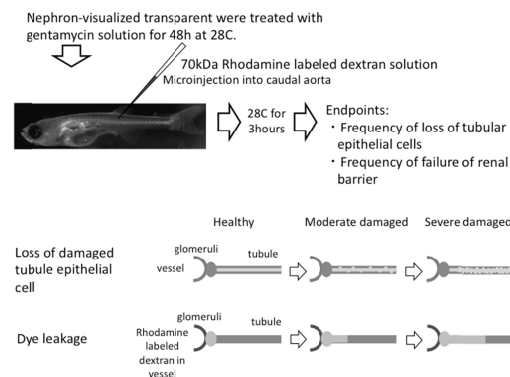 Nephron-visualized transparent were treated with
gentamycin solution for 48h at 28C.
70kDa Rhodamine labeled dextran solution
Microinjection into caudal aorta
28C for
3hours
Endpoints:
・Frequency of loss of tubular
epithelial cells
・Frequency of failure of renal
barrier
Healthy
Moderate damaged
Severe damaged
Loss of damaged
tubule epithelial
cell
glomeruli
tubule
vessel
Dye leakage
glomeruli
tubule
Rhodamine
labeled
dextran in
vessel